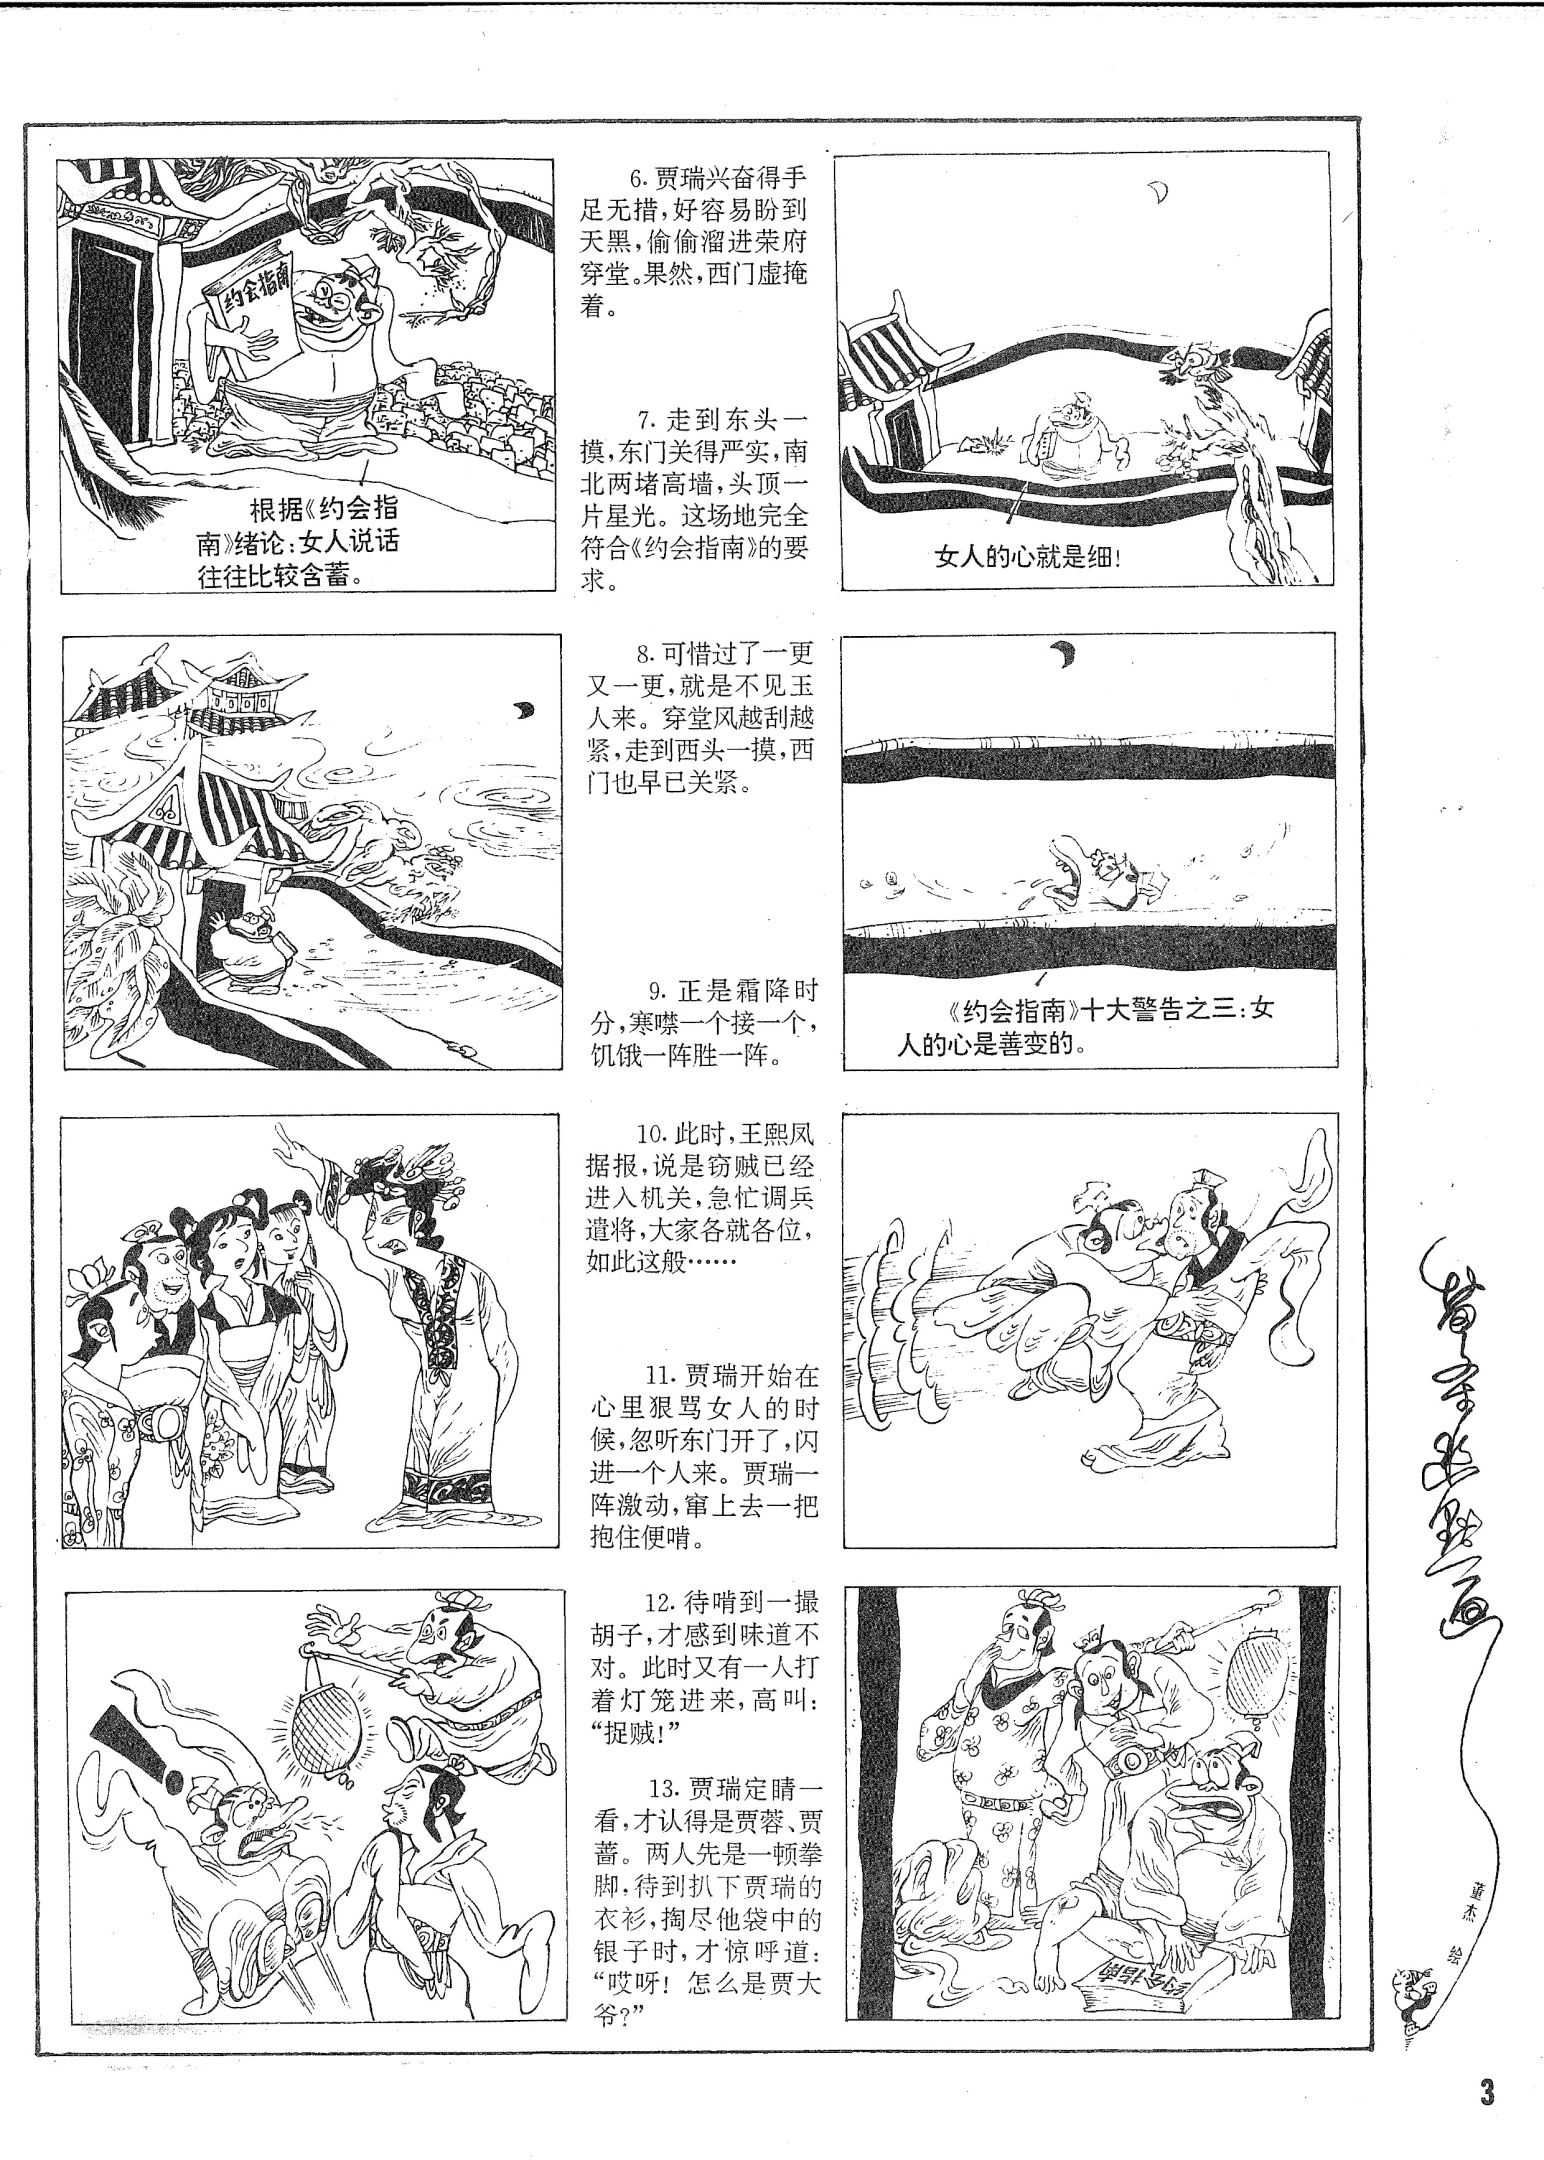 约会指南
根据《约会指
南》绪论：女人说话
往往比较含蓄。
6. 贾瑞兴奋得手
足无措，好容易盼到
天黑，偷偷溜进荣府
穿堂。果然，西门虚掩
着。
7. 走到东头一
摸，东门关得严实，南
北两堵高墙，头顶一
片星光。这场地完全
符合《约会指南》的要
求。
女人的心就是细！
8. 可惜过了一更
又一更，就是不见玉
人来。穿堂风越刮越
紧，走到西头一摸，西
门也早已关紧。
9. 正是霜降时
分，寒噤一个接一个，
饥饿一阵胜一阵。
《约会指南》十大警告之三：女
人的心是善变的。
10. 此时，王熙凤
据报，说是窃贼已经
进入机关，急忙调兵
遣将，大家各就各位，
如此这般……
11. 贾瑞开始在
心里狠骂女人的时
候，忽听东门开了，闪
进一个人来。贾瑞一
阵激动，窜上去一把
抱住便啃。
！
12. 待啃到一撮
胡子，才感到味道不
对。此时又有一人打
着灯笼进来，高叫：
“捉贼！”
13. 贾瑞定睛一
看，才认得是贾蓉、贾
蔷。两人先是一顿拳
脚，待到扒下贾瑞的
衣衫，掏尽他袋中的
银子时，才惊呼道：
“哎呀！怎么是贾大
爷？”
约会指南
董杰 绘
3